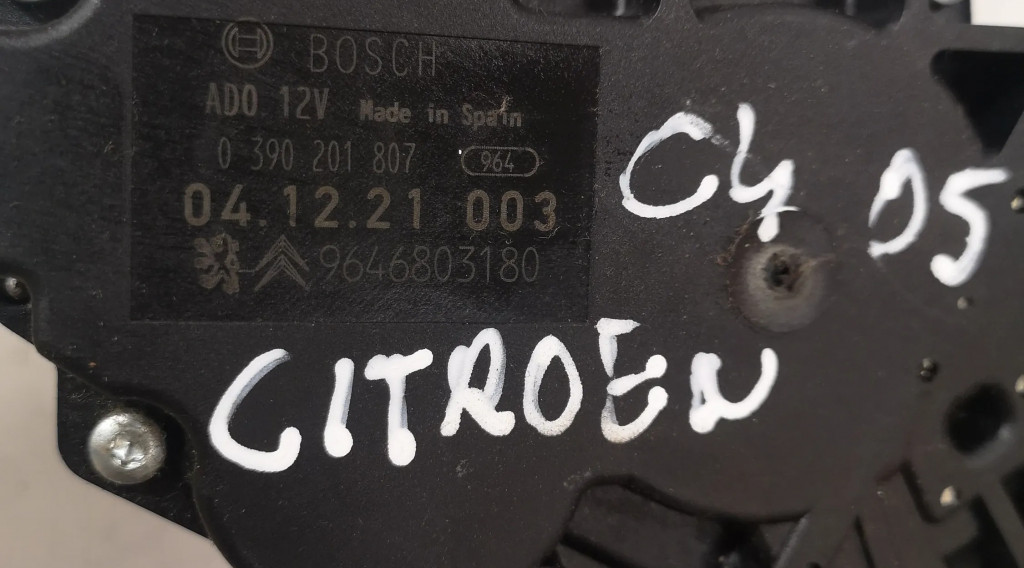 BOSCH
ADO 12V Made in Spain
0 390 201 807 964
04.12.21 003
9646803180
C4 05
CITROEN